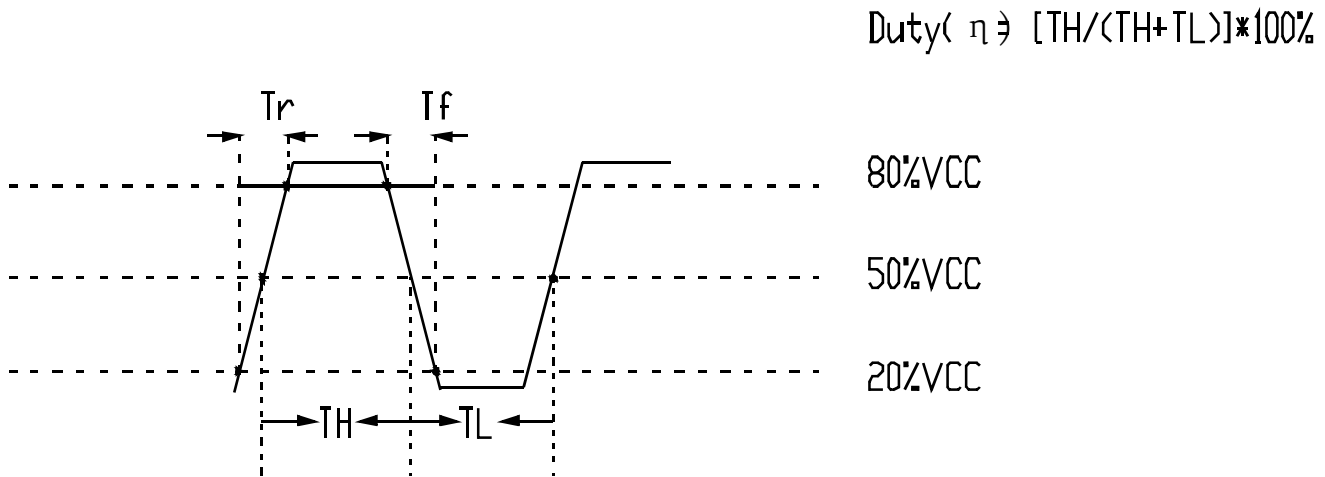 Duty( η ) [TH/(TH+TL)]*100%
Tr Tf
80%VCC
50%VCC
20%VCC
TH TL